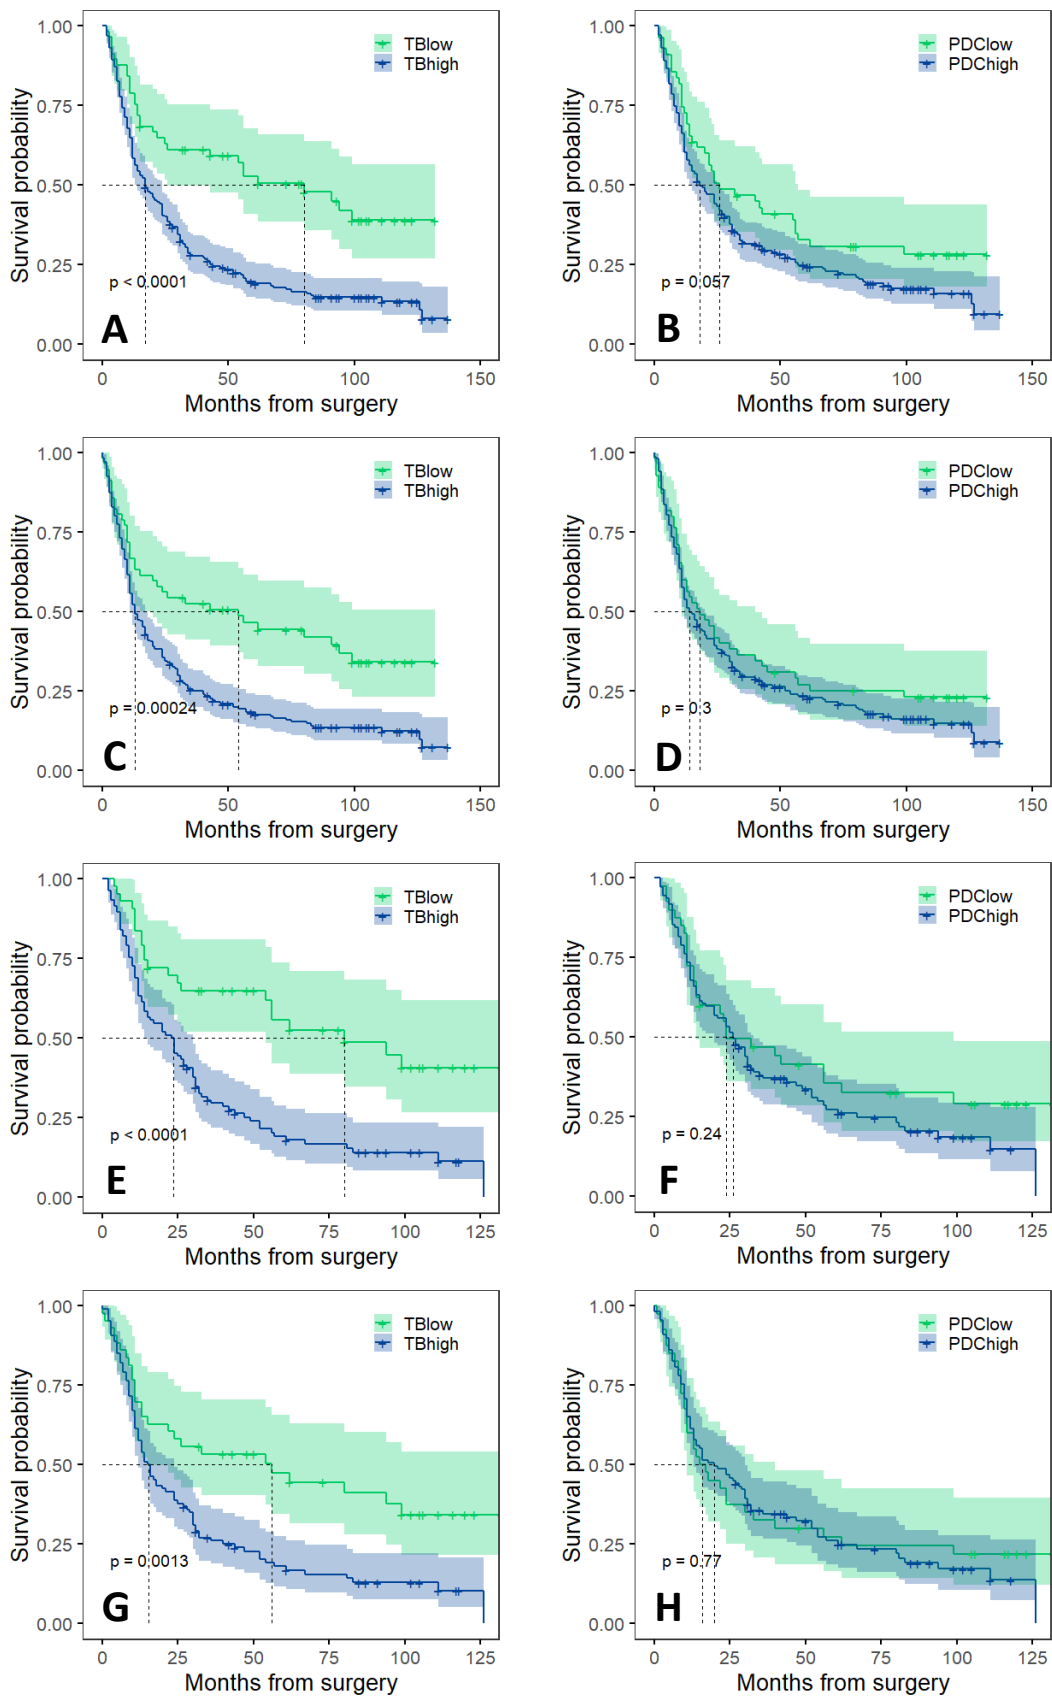 1.00
0.75
0.50
0.25
0.00
Survival probability
TBlow
TBhigh
p < 0.0001
A
0
50
100
150
Months from surgery
1.00
0.75
0.50
0.25
0.00
Survival probability
PDClow
PDChigh
p = 0.057
B
0
50
100
150
Months from surgery
1.00
0.75
0.50
0.25
0.00
Survival probability
TBlow
TBhigh
p = 0.00024
C
0
50
100
150
Months from surgery
1.00
0.75
0.50
0.25
0.00
Survival probability
PDClow
PDChigh
p = 0.3
D
0
50
100
150
Months from surgery
1.00
0.75
0.50
0.25
0.00
Survival probability
TBlow
TBhigh
p < 0.0001
E
0
25
50
75
100
125
Months from surgery
1.00
0.75
0.50
0.25
0.00
Survival probability
PDClow
PDChigh
p = 0.24
F
0
25
50
75
100
125
Months from surgery
1.00
0.75
0.50
0.25
0.00
Survival probability
TBlow
TBhigh
p = 0.0013
G
0
25
50
75
100
125
Months from surgery
1.00
0.75
0.50
0.25
0.00
Survival probability
PDClow
PDChigh
p = 0.77
H
0
25
50
75
100
125
Months from surgery